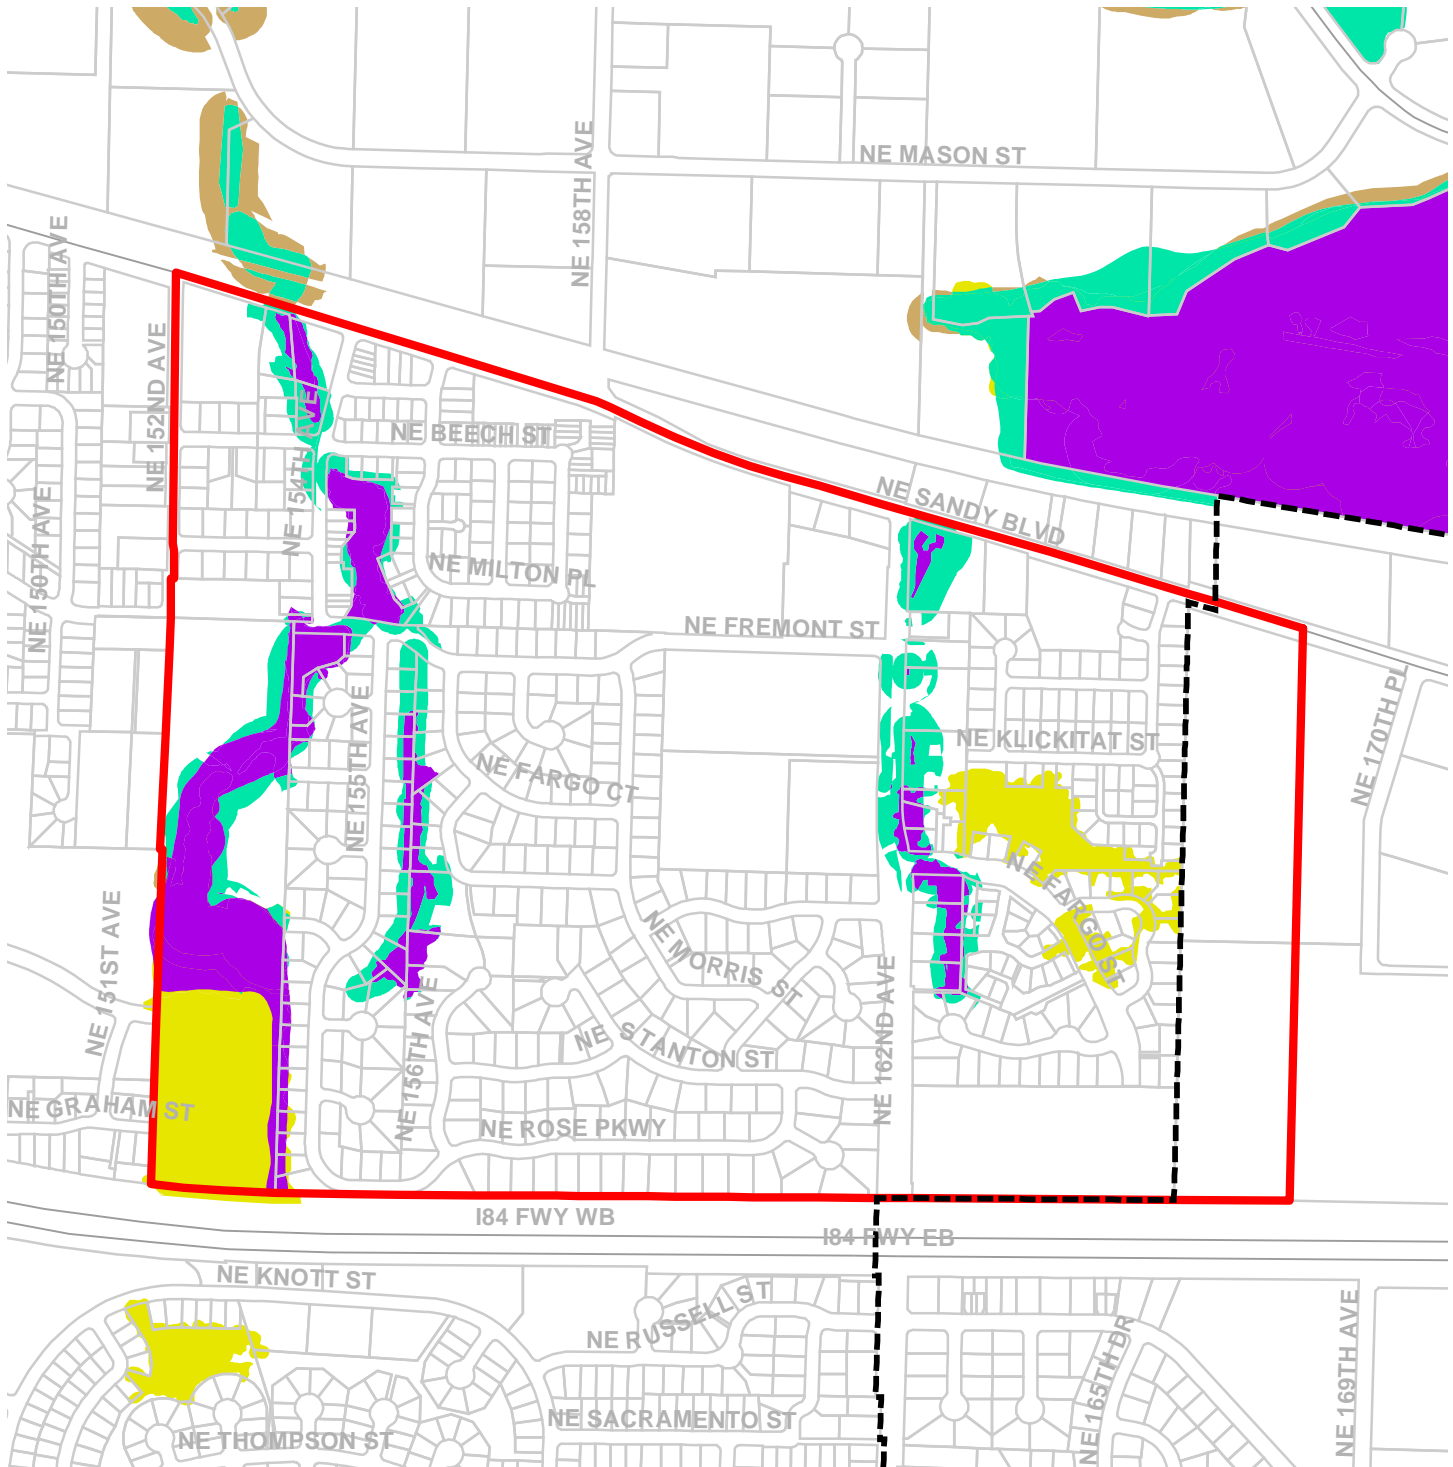 NE MASON ST
NE 158TH AVE
NE 150TH AVE
NE 152ND AVE
NE 154TH AVE
NE BEECH ST
NE SANDY BLVD
NE 150TH AVE
NE MILTON PL
NE FREMONT ST
NE 170TH PL
NE 155TH AVE
NE KLICKITAT ST
NE FARGO CT
NE FARGO ST
NE 151ST AVE
NE MORRIS ST
NE 162ND AVE
NE 156TH AVE
NE STANTON ST
NE GRAHAM ST
NE ROSE PKWY
I84 FWY WB
I84 FWY EB
NE KNOTT ST
NE RUSSELL ST
NE 165TH DR
NE 169TH AVE
NE SACRAMENTO ST
NE THOMPSON ST